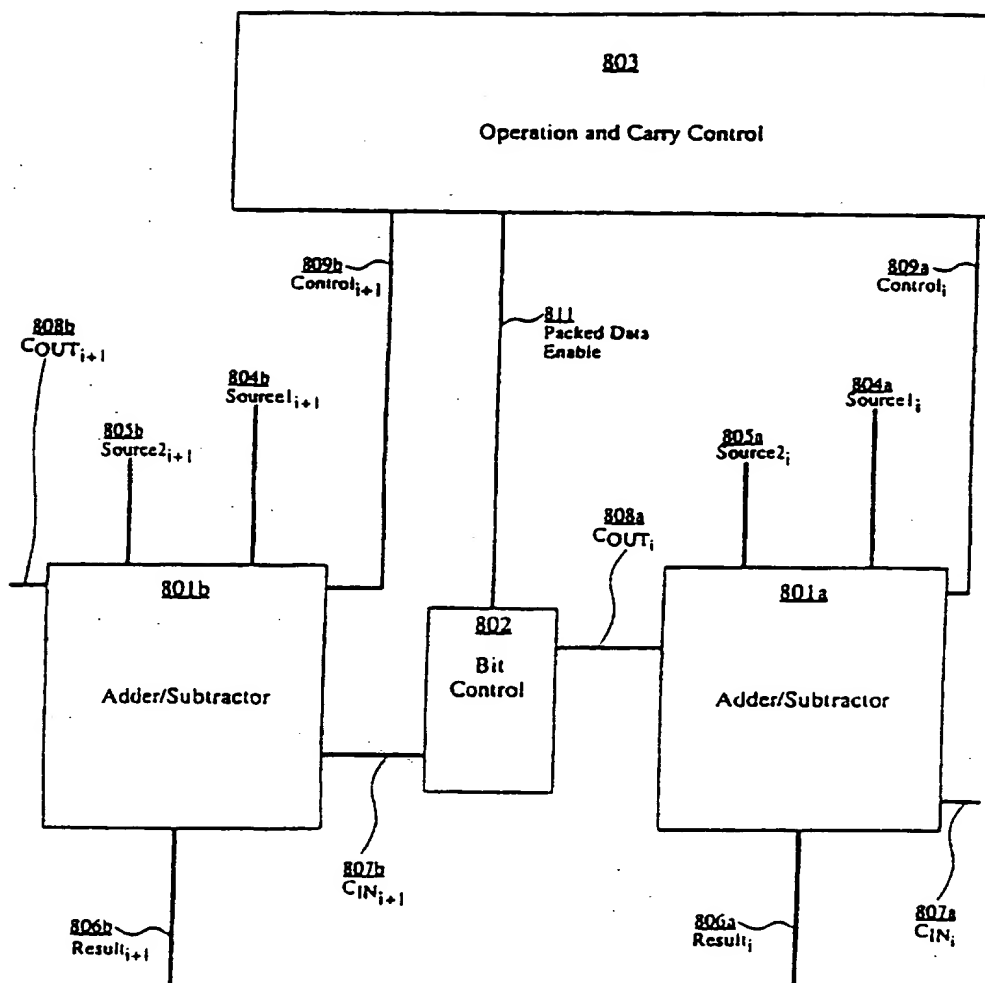 803
Operation and Carry Control
809b
Control i+1
809a
Control i
811
Packed Data
Enable
808b
COUT i+1
804b
Source1 i+1
804a
Source1 i
805b
Source2 i+1
805a
Source2 i
808a
COUT i
801b
Adder/Subtractor
802
Bit
Control
801a
Adder/Subtractor
807b
CIN i+1
806b
Result i+1
806a
Result i
807a
CIN i